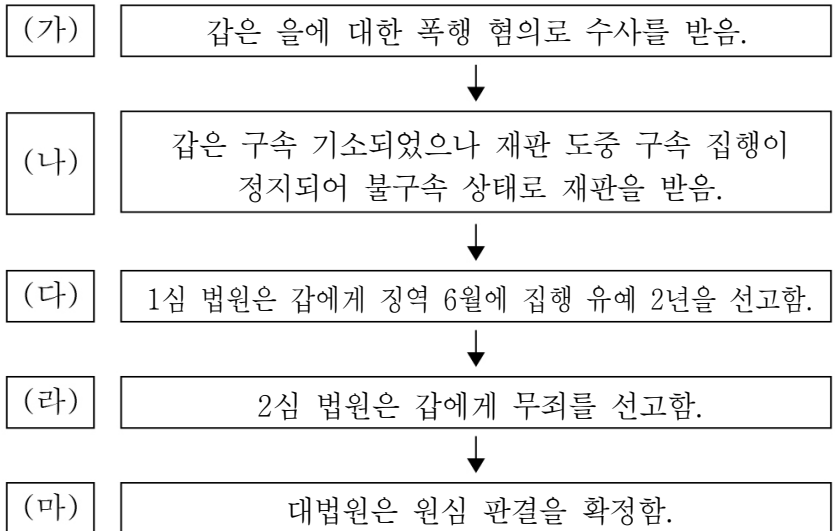 (가) 갑은 을에 대한 폭행 혐의로 수사를 받음.
(나) 갑은 구속 기소되었으나 재판 도중 구속 집행이
정지되어 불구속 상태로 재판을 받음.
(다) 1심 법원은 갑에게 징역 6월에 집행 유예 2년을 선고함.
(라) 2심 법원은 갑에게 무죄를 선고함.
(마) 대법원은 원심 판결을 확정함.